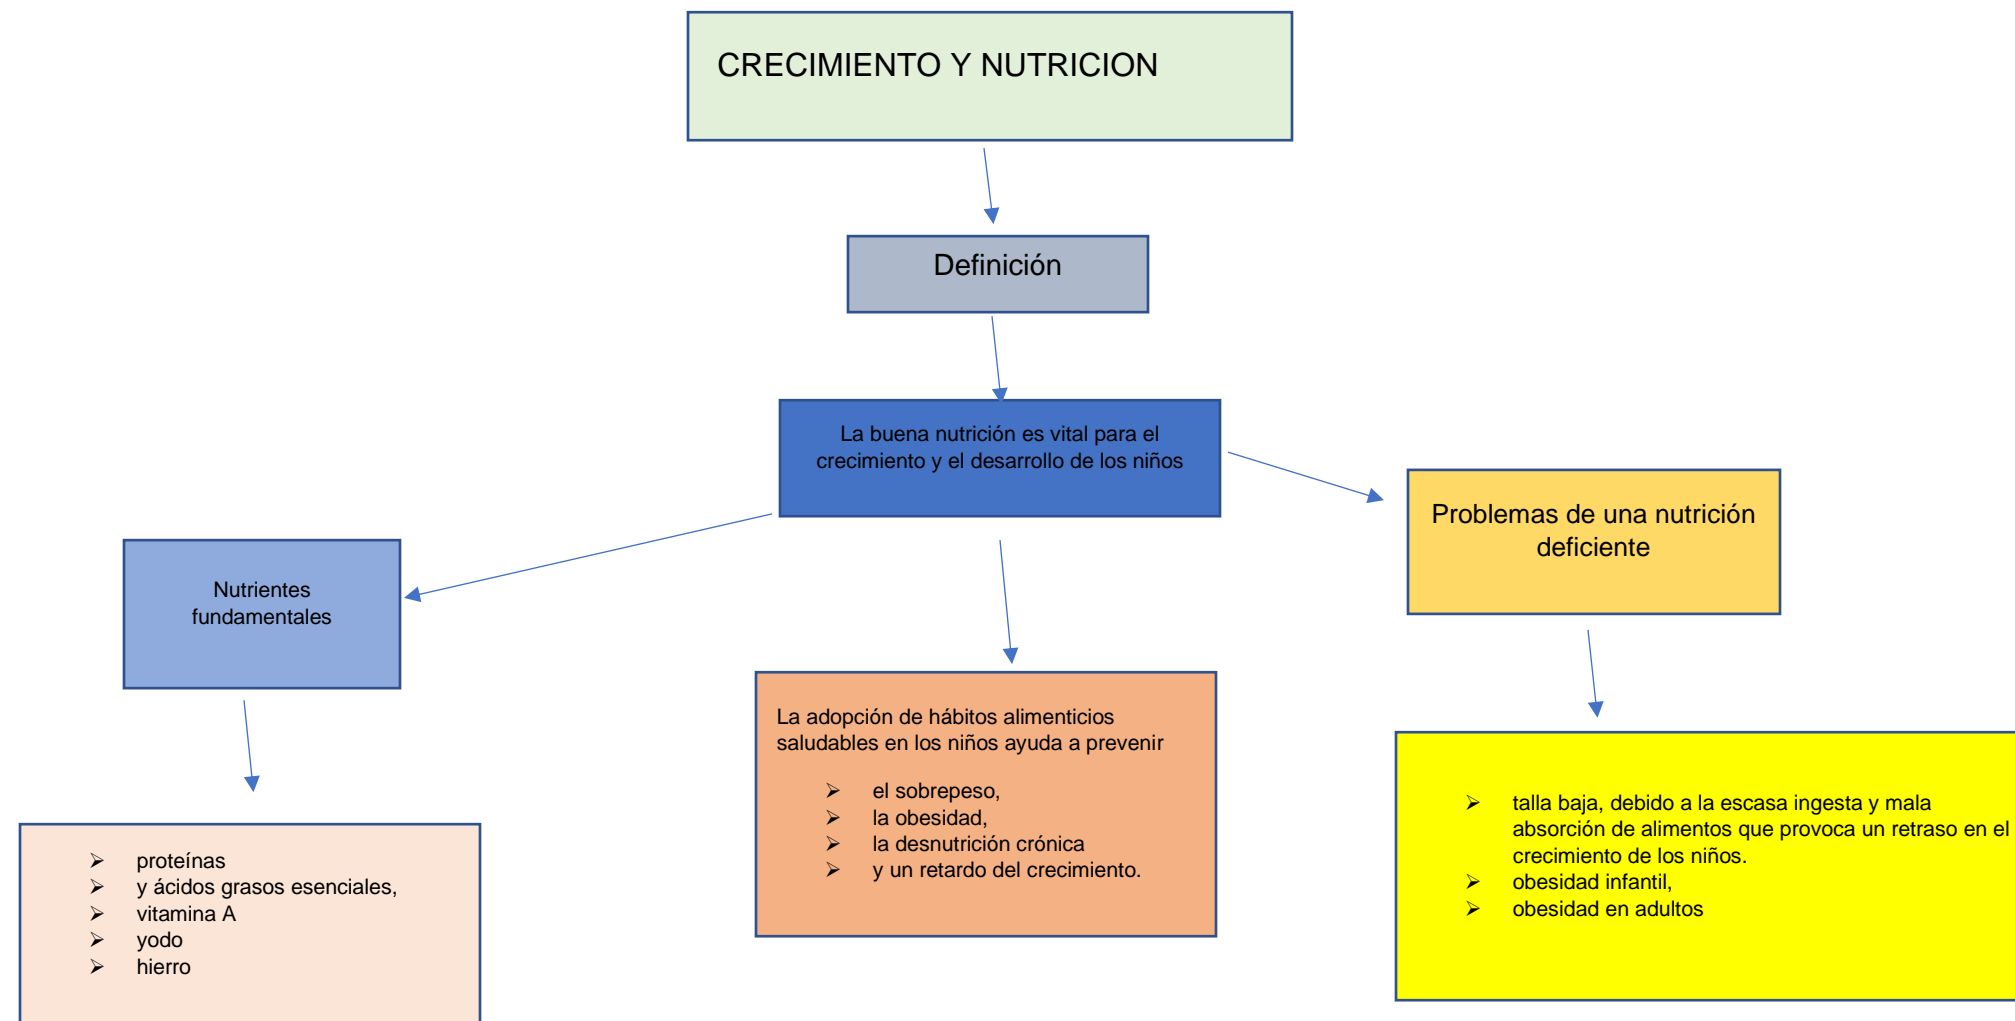 CRECIMIENTO Y NUTRICION
Definición
La buena nutrición es vital para el
crecimiento y el desarrollo de los niños
Nutrientes
fundamentales
➢ proteínas
➢ y ácidos grasos esenciales,
➢ vitamina A
➢ yodo
➢ hierro
La adopción de hábitos alimenticios
saludables en los niños ayuda a prevenir
➢ el sobrepeso,
➢ la obesidad,
➢ la desnutrición crónica
➢ y un retardo del crecimiento.
Problemas de una nutrición
deficiente
➢ talla baja, debido a la escasa ingesta y mala
absorción de alimentos que provoca un retraso en el
crecimiento de los niños.
➢ obesidad infantil,
➢ obesidad en adultos